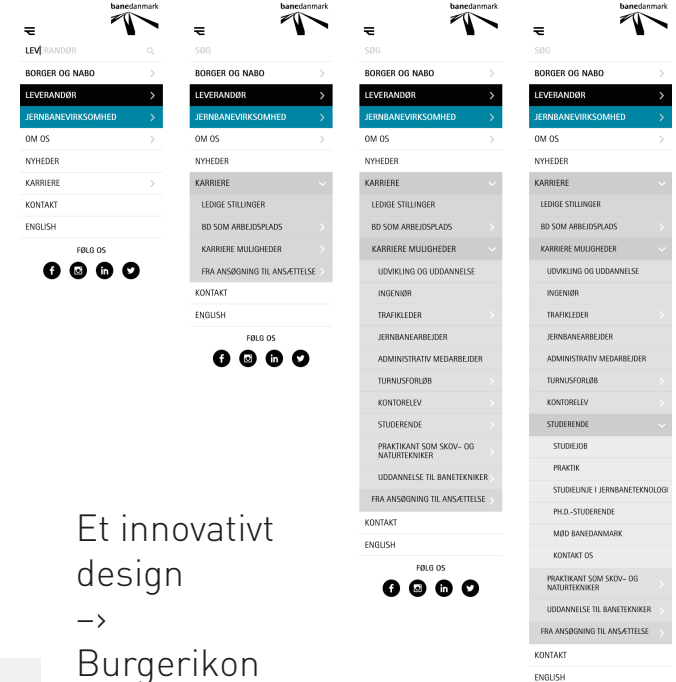 banedanmark
LEVERANDØR
BORGER OG NABO
LEVERANDØR
JERNBANEVIRKSOMHED
OM OS
NYHEDER
KARRIERE
KONTAKT
ENGLISH
FØLG OS
banedanmark
SØG
BORGER OG NABO
LEVERANDØR
JERNBANEVIRKSOMHED
OM OS
NYHEDER
KARRIERE
LEDIGE STILLINGER
BD SOM ARBEJDSPLADS
KARRIERE MULIGHEDER
FRA ANSØGNING TIL ANSÆTTELSE
KONTAKT
ENGLISH
FØLG OS
banedanmark
SØG
BORGER OG NABO
LEVERANDØR
JERNBANEVIRKSOMHED
OM OS
NYHEDER
KARRIERE
LEDIGE STILLINGER
BD SOM ARBEJDSPLADS
KARRIERE MULIGHEDER
UDVIKLING OG UDDANNELSE
INGENIØR
TRAFIKLEDER
JERNBANEARBEJDER
ADMINISTRATIV MEDARBEJDER
TURNUSFORLØB
KONTORELEV
STUDERENDE
PRAKTIKANT SOM SKOV– OG
NATURTEKNIKER
UDDANNELSE TIL BANETEKNIKER
FRA ANSØGNING TIL ANSÆTTELSE
KONTAKT
ENGLISH
FØLG OS
banedanmark
SØG
BORGER OG NABO
LEVERANDØR
JERNBANEVIRKSOMHED
OM OS
NYHEDER
KARRIERE
LEDIGE STILLINGER
BD SOM ARBEJDSPLADS
KARRIERE MULIGHEDER
UDVIKLING OG UDDANNELSE
INGENIØR
TRAFIKLEDER
JERNBANEARBEJDER
ADMINISTRATIV MEDARBEJDER
TURNUSFORLØB
KONTORELEV
STUDERENDE
STUDIEJOB
PRAKTIK
STUDIELINJE I JERNBANETEKNOLOGI
PH.D.-STUDERENDE
MØD BANEDANMARK
KONTAKT OS
PRAKTIKANT SOM SKOV– OG
NATURTEKNIKER
UDDANNELSE TIL BANETEKNIKER
FRA ANSØGNING TIL ANSÆTTELSE
KONTAKT
ENGLISH
Et innovativt
design
–>
Burgerikon